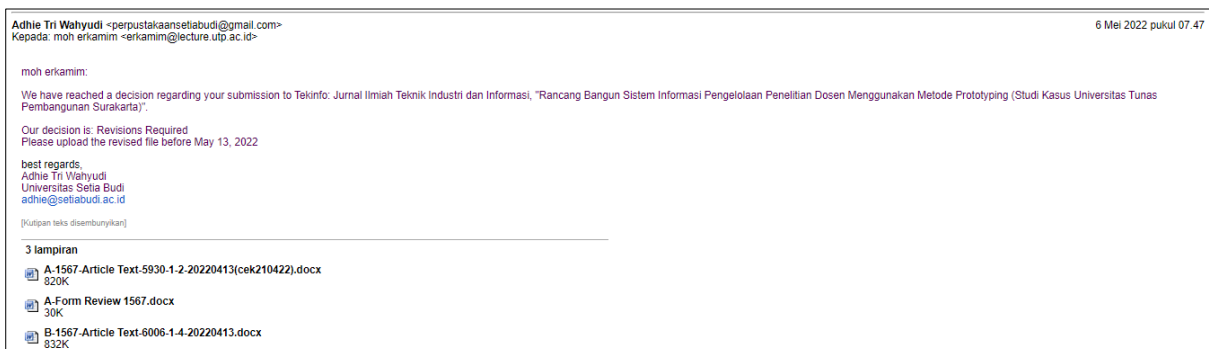 Adhie Tri Wahyudi <perpustakaansetiabudi@gmail.com> 6 Mei 2022 pukul 07.47
Kepada: moh erkamim <erkamim@lecture.utp.ac.id>
moh erkamim:
We have reached a decision regarding your submission to Tekinfo: Jurnal Ilmiah Teknik Industri dan Informasi, "Rancang Bangun Sistem Informasi Pengelolaan Penelitian Dosen Menggunakan Metode Prototyping (Studi Kasus Universitas Tunas
Pembangunan Surakarta)".
Our decision is: Revisions Required
Please upload the revised file before May 13, 2022
best regards,
Adhie Tri Wahyudi
Universitas Setia Budi
adhie@setiabudi.ac.id
[Kutipan teks disembunyikan]
3 lampiran
A-1567-Article Text-5930-1-2-20220413(cek210422).docx
820K
A-Form Review 1567.docx
30K
B-1567-Article Text-6006-1-4-20220413.docx
832K